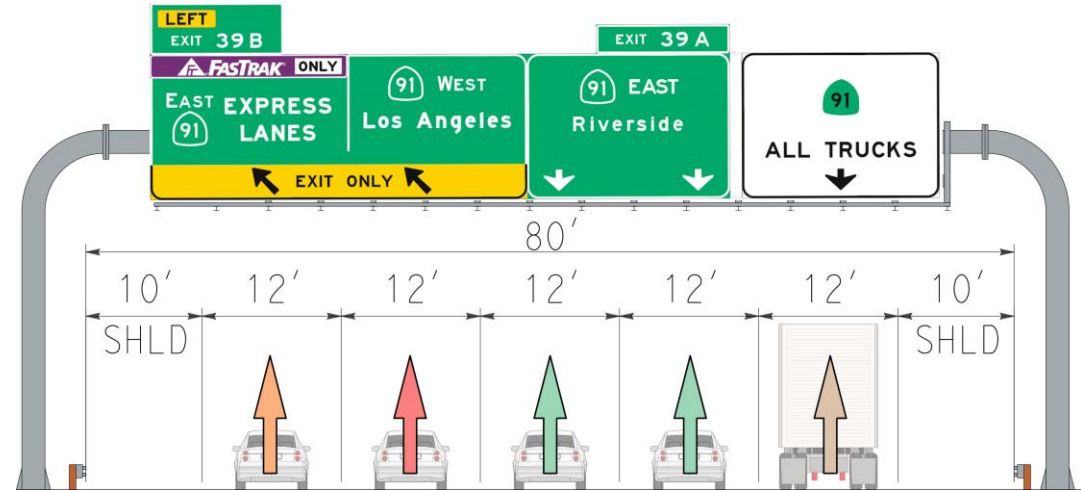 LEFT
EXIT 39 B
FASTRAK ONLY
EAST 91 EXPRESS LANES
91 WEST
Los Angeles
EXIT ONLY
EXIT 39 A
91 EAST
Riverside
91
ALL TRUCKS
80'
10' 12' 12' 12' 12' 12' 10'
SHLD SHLD